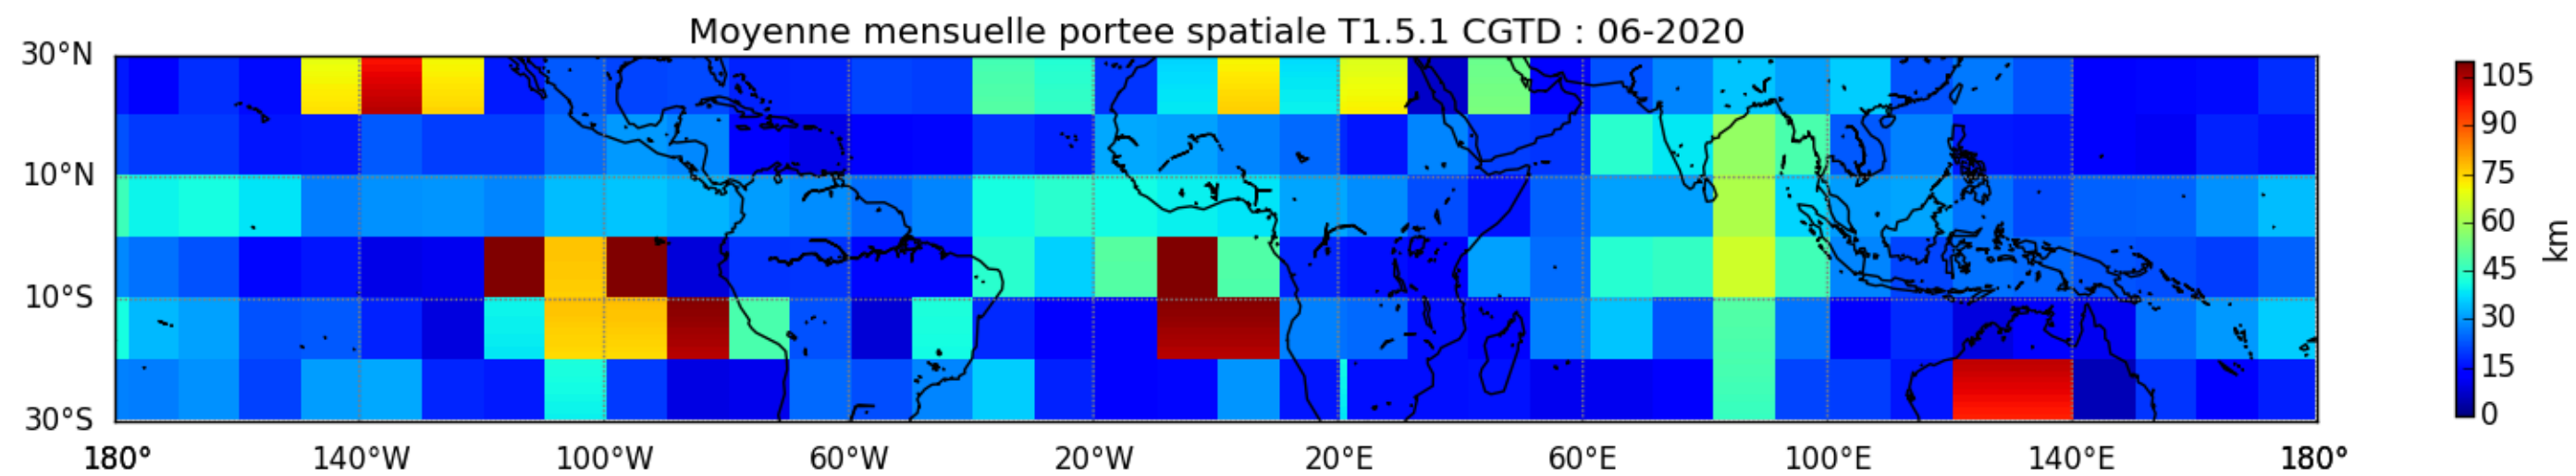 Moyenne mensuelle portee spatiale T1.5.1 CGTD : 06-2020
30°N
10°N
10°S
30°S
180° 140°W 100°W 60°W 20°W 20°E 60°E 100°E 140°E 180°
105
90
75
60
45
30
15
0
km